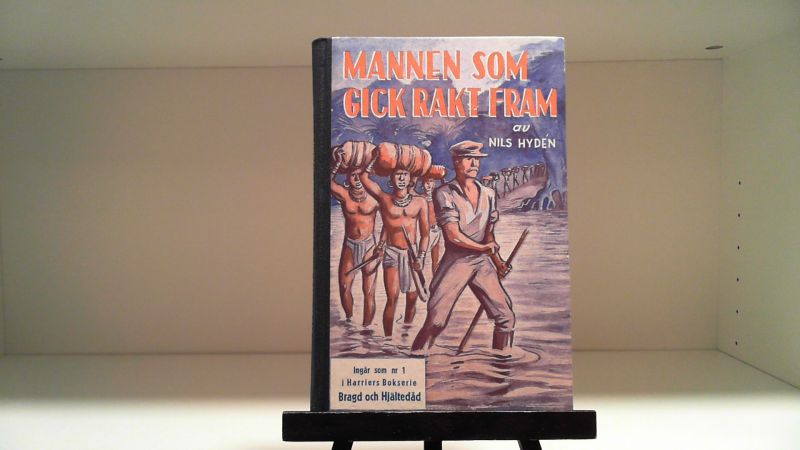 MANNEN SOM
GICK RAKT FRAM
av
NILS HYDÉN
Ingår som nr 1
i Harriers Bokserie
Bragd och Hjältedåd